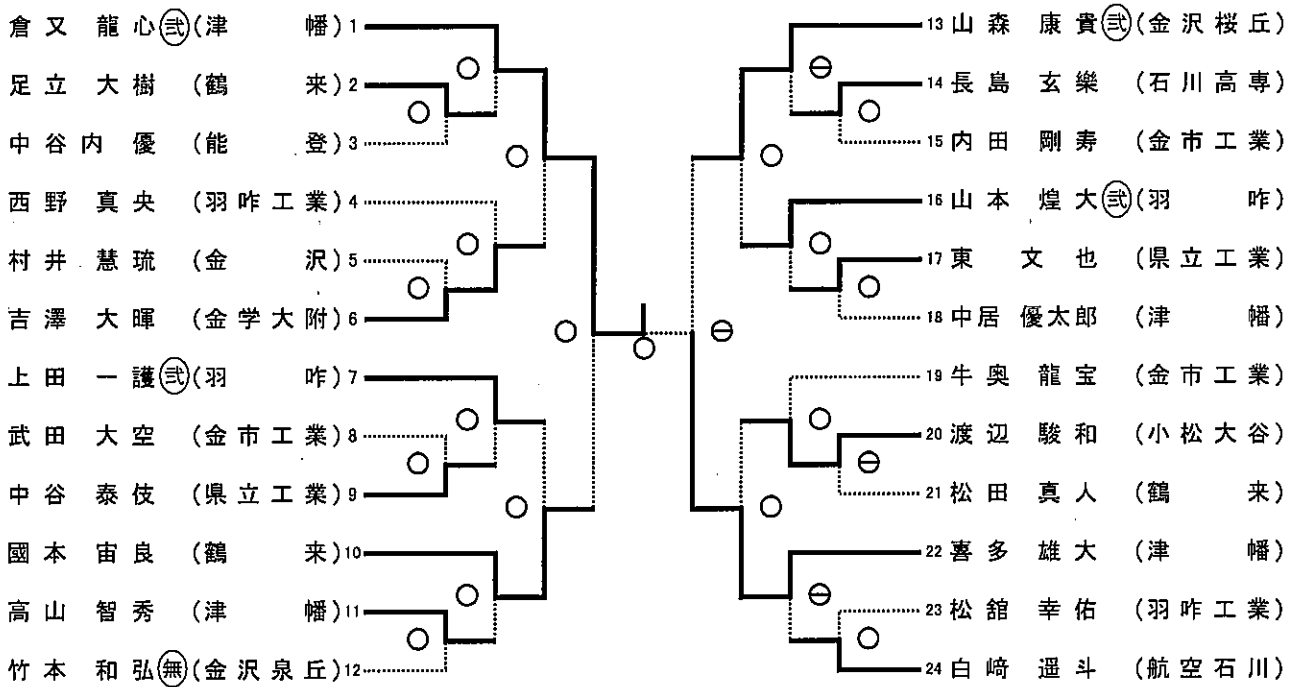 倉又 龍心 弐 (津 幡) 1
足立 大樹 (鶴 来) 2
中谷内 優 (能 登) 3
西野 真央 (羽咋工業) 4
村井 慧琉 (金 沢) 5
吉澤 大暉 (金学大附) 6
上田 一護 弐 (羽 咋) 7
武田 大空 (金市工業) 8
中谷 泰伎 (県立工業) 9
國本 宙良 (鶴 来) 10
高山 智秀 (津 幡) 11
竹本 和弘 無 (金沢泉丘) 12
13 山森 康貴 弐 (金沢桜丘)
14 長島 玄樂 (石川高専)
15 内田 剛寿 (金市工業)
16 山本 煌大 弐 (羽 咋)
17 東 文也 (県立工業)
18 中居 優太郎 (津 幡)
19 牛奥 龍宝 (金市工業)
20 渡辺 駿和 (小松大谷)
21 松田 真人 (鶴 来)
22 喜多 雄大 (津 幡)
23 松舘 幸佑 (羽咋工業)
24 白﨑 遥斗 (航空石川)